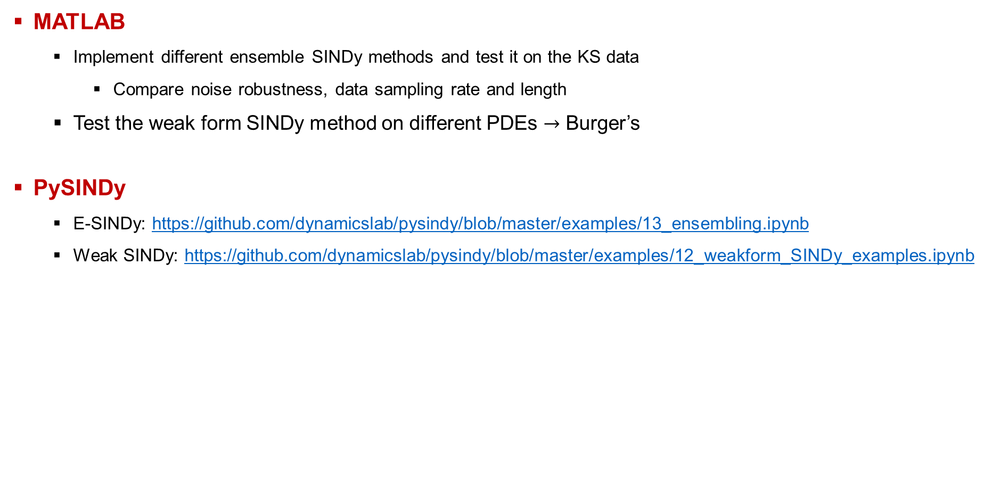 ▪ MATLAB
▪ Implement different ensemble SINDy methods and test it on the KS data
▪ Compare noise robustness, data sampling rate and length
▪ Test the weak form SINDy method on different PDEs → Burger’s
▪ PySINDy
▪ E-SINDy: https://github.com/dynamicslab/pysindy/blob/master/examples/13_ensembling.ipynb
▪ Weak SINDy: https://github.com/dynamicslab/pysindy/blob/master/examples/12_weakform_SINDy_examples.ipynb